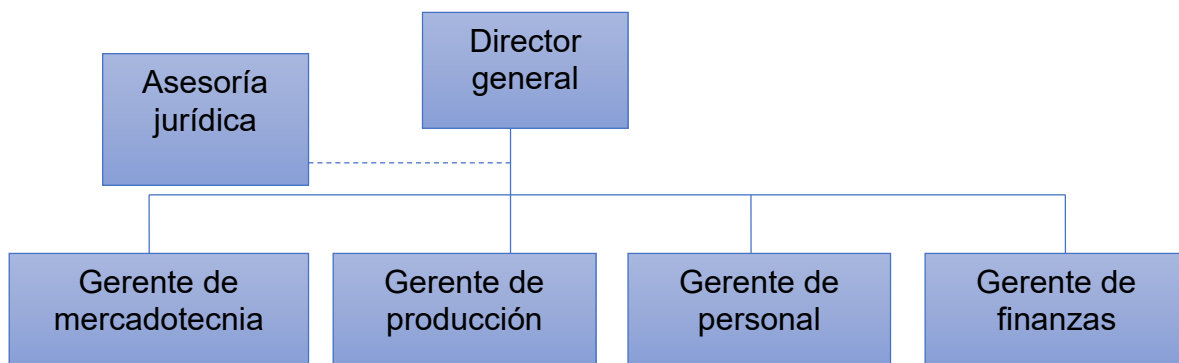 Director
general
Asesoría
jurídica
Gerente de
mercadotecnia
Gerente de
producción
Gerente de
personal
Gerente de
finanzas